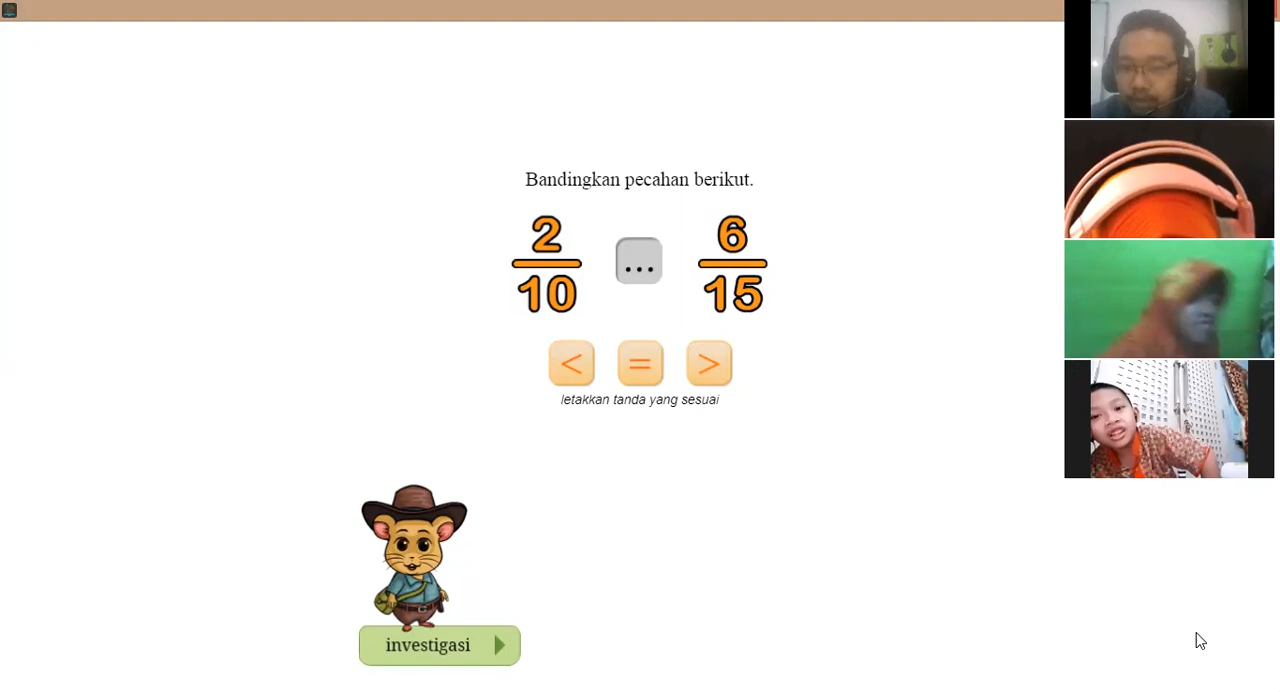 Bandingkan pecahan berikut.
2/10 ... 6/15
< = >
letakkan tanda yang sesuai
investigasi